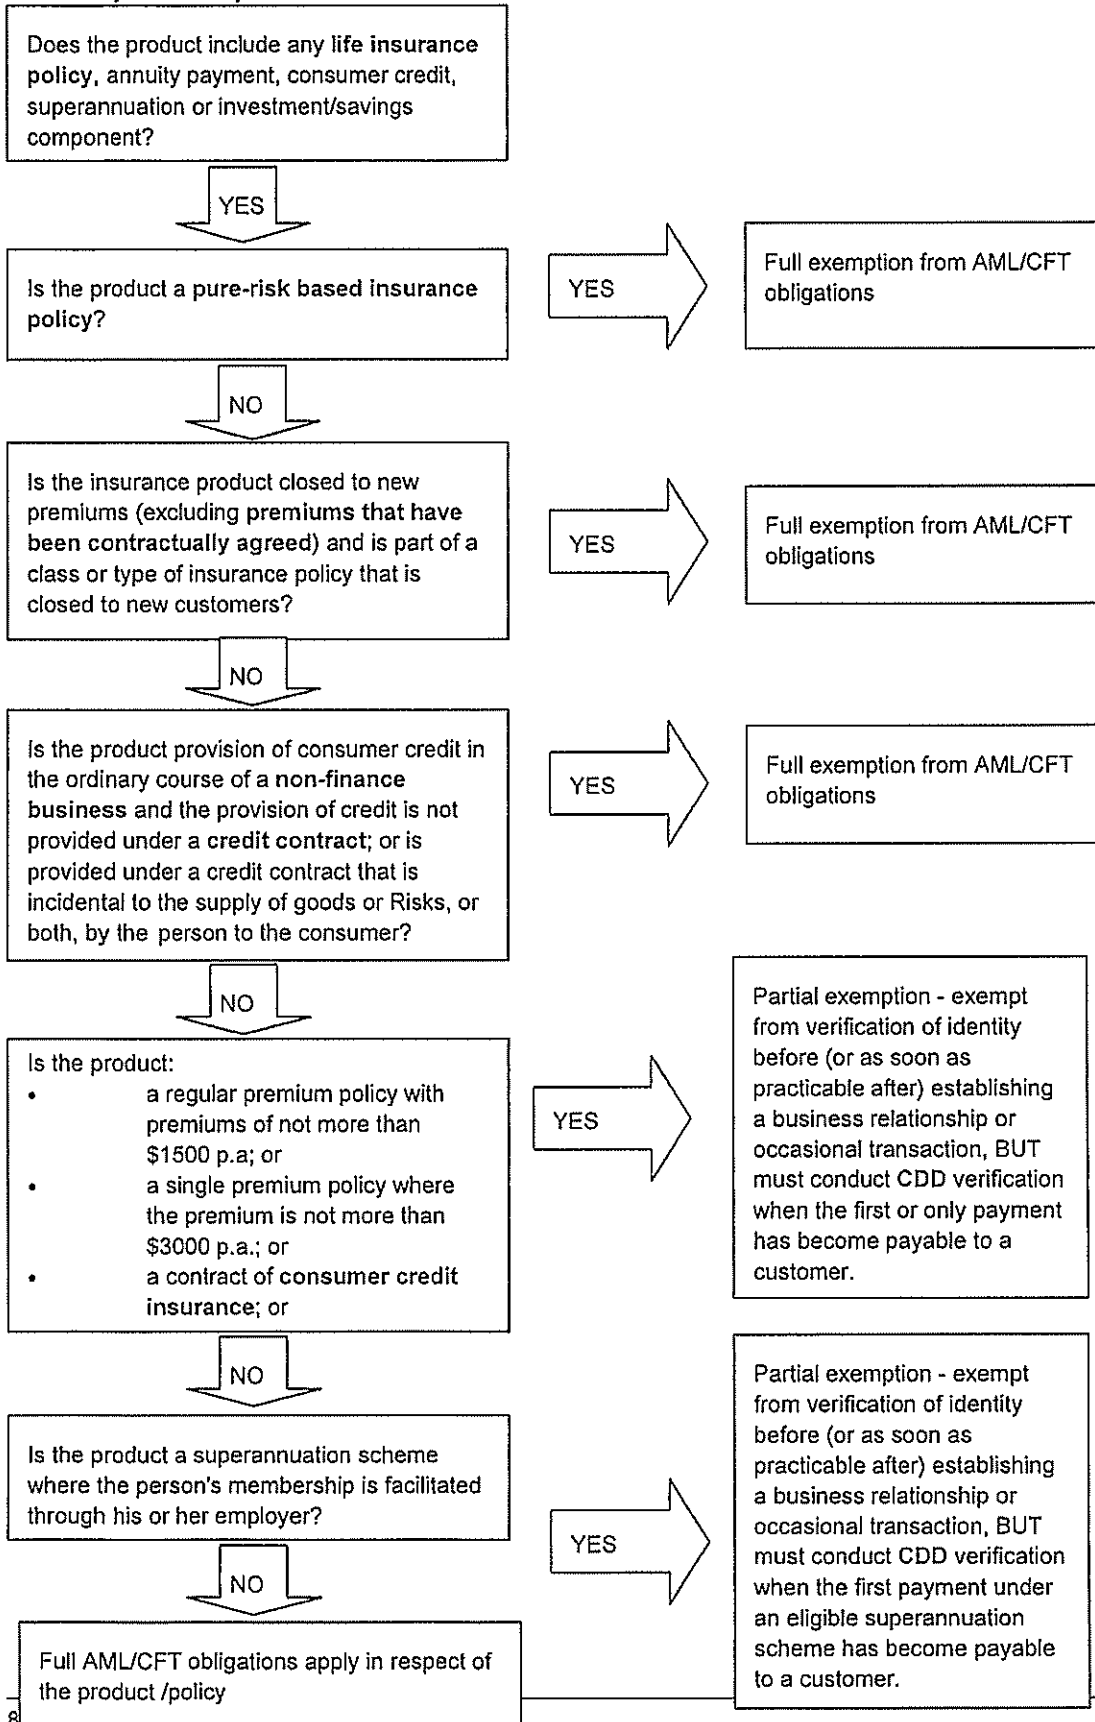 Does the product include any life insurance
policy, annuity payment, consumer credit,
superannuation or investment/savings
component?
YES
Is the product a pure-risk based insurance
policy?
YES
Full exemption from AML/CFT
obligations
NO
Is the insurance product closed to new
premiums (excluding premiums that have
been contractually agreed) and is part of a
class or type of insurance policy that is
closed to new customers?
YES
Full exemption from AML/CFT
obligations
NO
Is the product provision of consumer credit in
the ordinary course of a non-finance
business and the provision of credit is not
provided under a credit contract; or is
provided under a credit contract that is
incidental to the supply of goods or Risks, or
both, by the person to the consumer?
YES
Full exemption from AML/CFT
obligations
NO
Is the product:
• a regular premium policy with
premiums of not more than
$1500 p.a; or
• a single premium policy where
the premium is not more than
$3000 p.a.; or
• a contract of consumer credit
insurance; or
YES
Partial exemption - exempt
from verification of identity
before (or as soon as
practicable after) establishing
a business relationship or
occasional transaction, BUT
must conduct CDD verification
when the first or only payment
has become payable to a
customer.
NO
Is the product a superannuation scheme
where the person's membership is facilitated
through his or her employer?
YES
Partial exemption - exempt
from verification of identity
before (or as soon as
practicable after) establishing
a business relationship or
occasional transaction, BUT
must conduct CDD verification
when the first payment under
an eligible superannuation
scheme has become payable
to a customer.
NO
Full AML/CFT obligations apply in respect of
the product /policy
8